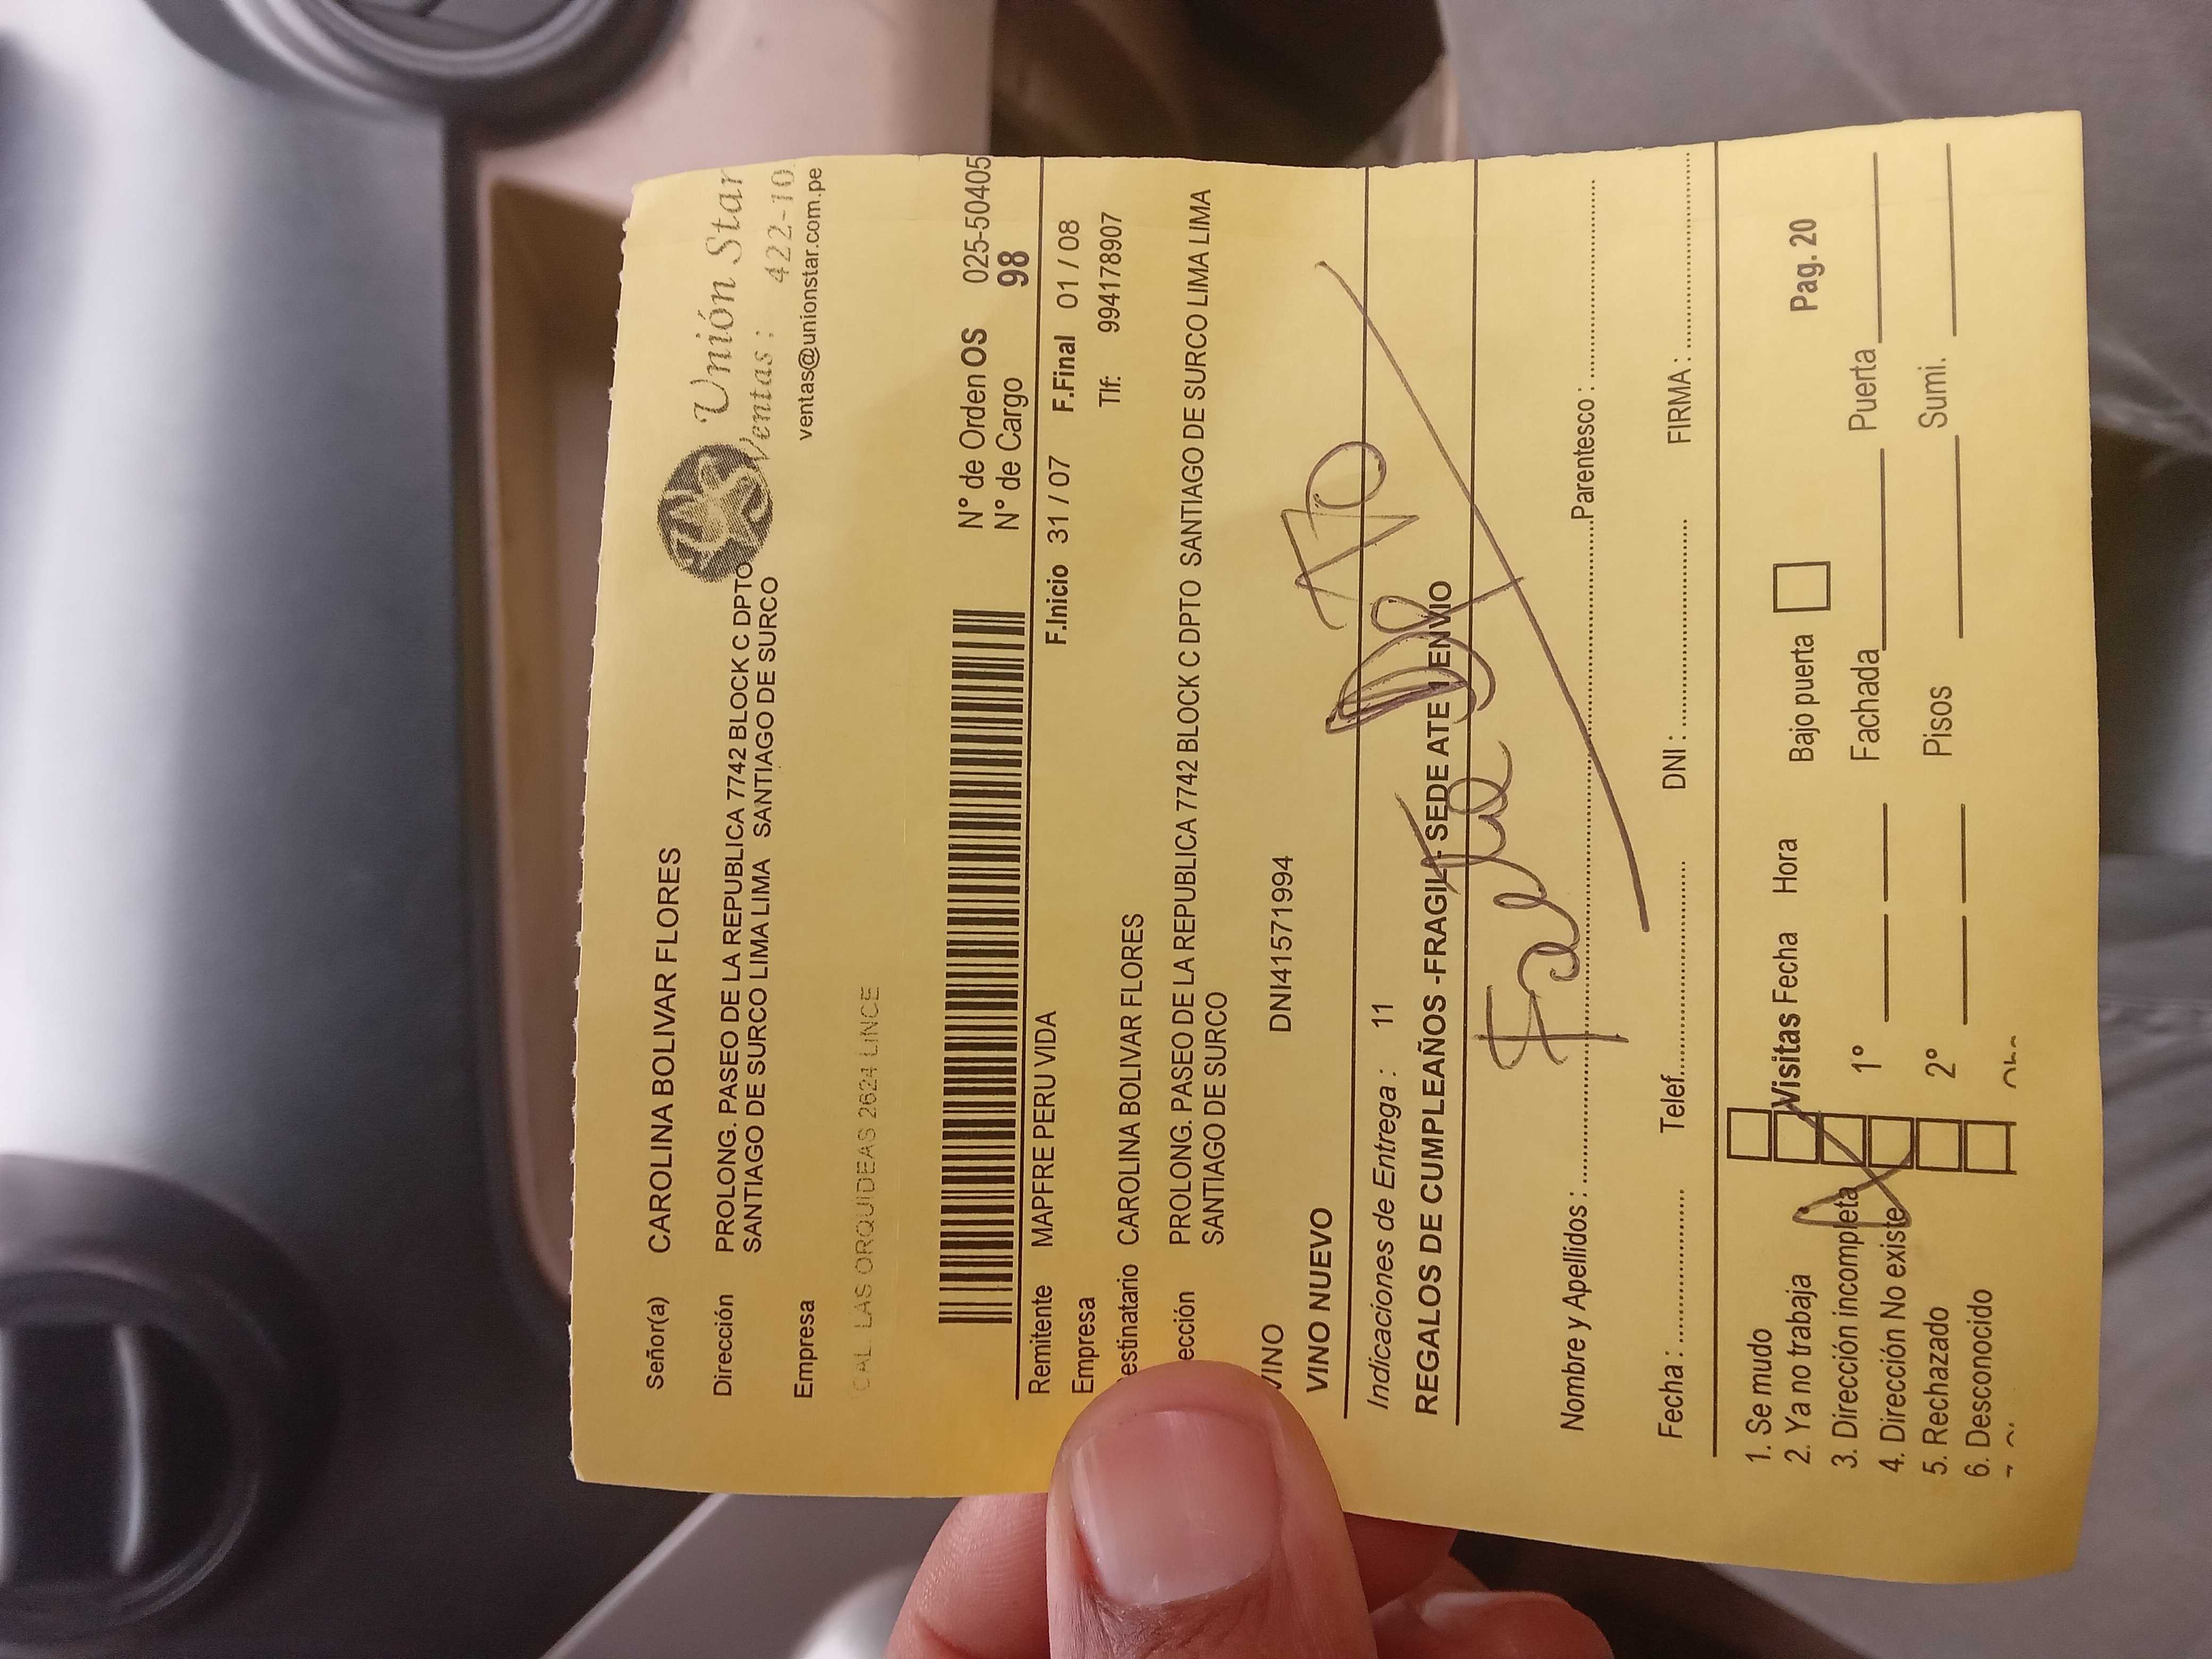 Señor(a) CAROLINA BOLIVAR FLORES
Unión Star
Ventas : 422-10
ventas@unionstar.com.pe
Dirección PROLONG. PASEO DE LA REPUBLICA 7742 BLOCK C DPTO
SANTIAGO DE SURCO LIMA LIMA SANTIAGO DE SURCO
Empresa
CAL. LAS ORQUIDEAS 2624 LINCE
N° de Orden OS 025-50405
N° de Cargo 98
Remitente MAPFRE PERU VIDA F.Inicio 31 / 07 F.Final 01 / 08
Empresa Tlf: 994178907
estinatario CAROLINA BOLIVAR FLORES
ección PROLONG. PASEO DE LA REPUBLICA 7742 BLOCK C DPTO SANTIAGO DE SURCO LIMA LIMA
SANTIAGO DE SURCO
VINO DNI41571994
VINO NUEVO
Indicaciones de Entrega : 11
REGALOS DE CUMPLEAÑOS -FRAGIL- SEDE ATE 1 ENVIO
Falta DPTO
Nombre y Apellidos : Parentesco :
Fecha : Telef. DNI : FIRMA :
1. Se mudo
2. Ya no trabaja
3. Dirección incompleta
4. Dirección No existe
5. Rechazado
6. Desconocido
Visitas Fecha Hora Bajo puerta Pag. 20
1° Fachada Puerta
2° Pisos Sumi.